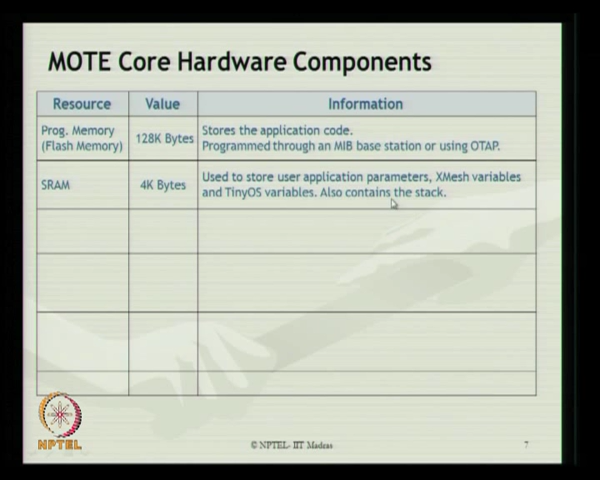 MOTE Core Hardware Components
Resource Value Information
Prog. Memory (Flash Memory) 128K Bytes Stores the application code.
Programmed through an MIB base station or using OTAP.
SRAM 4K Bytes Used to store user application parameters, XMesh variables
and TinyOS variables. Also contains the stack.
NPTEL
© NPTEL- IIT Madras
7